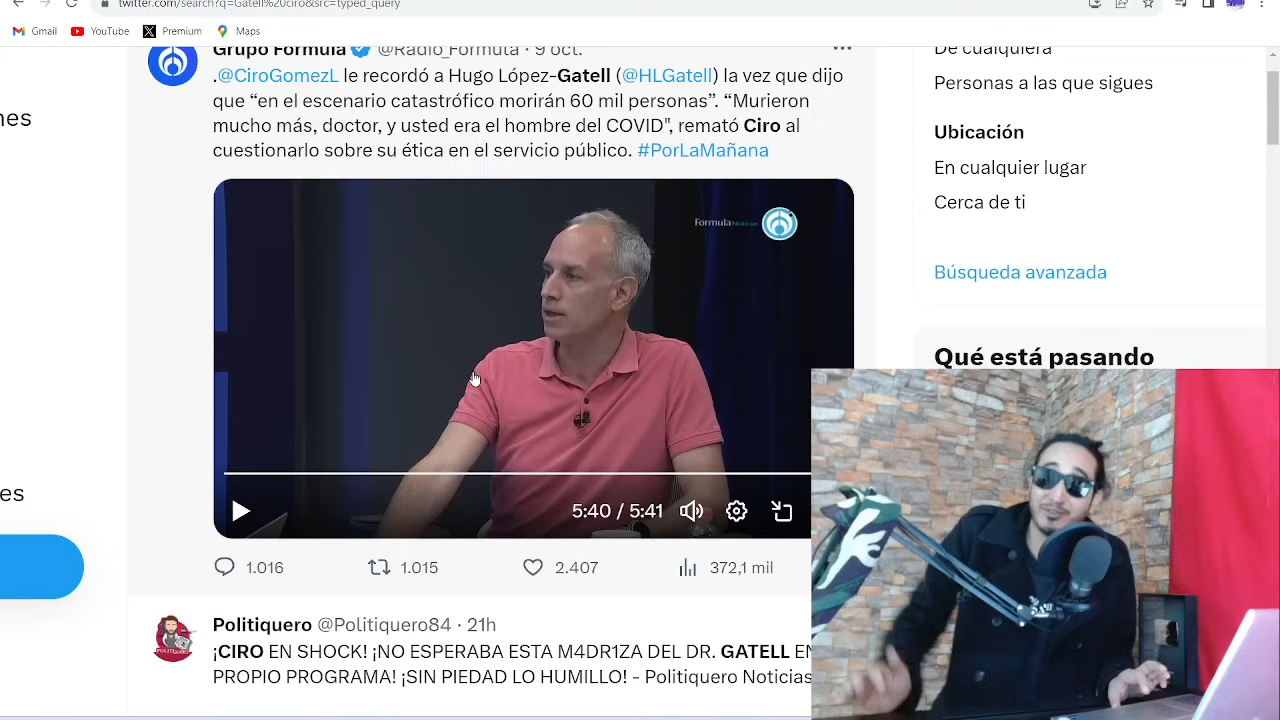 twitter.com/search?q=Gatell%20ciro&src=typed_query
Gmail YouTube Premium Maps
Grupo Fórmula @Radio_Formula · 9 oct.
.@CiroGomezL le recordó a Hugo López-Gatell (@HLGatell) la vez que dijo
que “en el escenario catastrófico morirán 60 mil personas”. “Murieron
mucho más, doctor, y usted era el hombre del COVID", remató Ciro al
cuestionarlo sobre su ética en el servicio público. #PorLaMañana
Formula Noticias
5:40 / 5:41
1.016 1.015 2.407 372,1 mil
Politiquero @Politiquero84 · 21h
¡CIRO EN SHOCK! ¡NO ESPERABA ESTA M4DR1ZA DEL DR. GATELL EN
PROPIO PROGRAMA! ¡SIN PIEDAD LO HUMILLO! - Politiquero Noticias
nes
es
De cualquiera
Personas a las que sigues
Ubicación
En cualquier lugar
Cerca de ti
Búsqueda avanzada
Qué está pasando